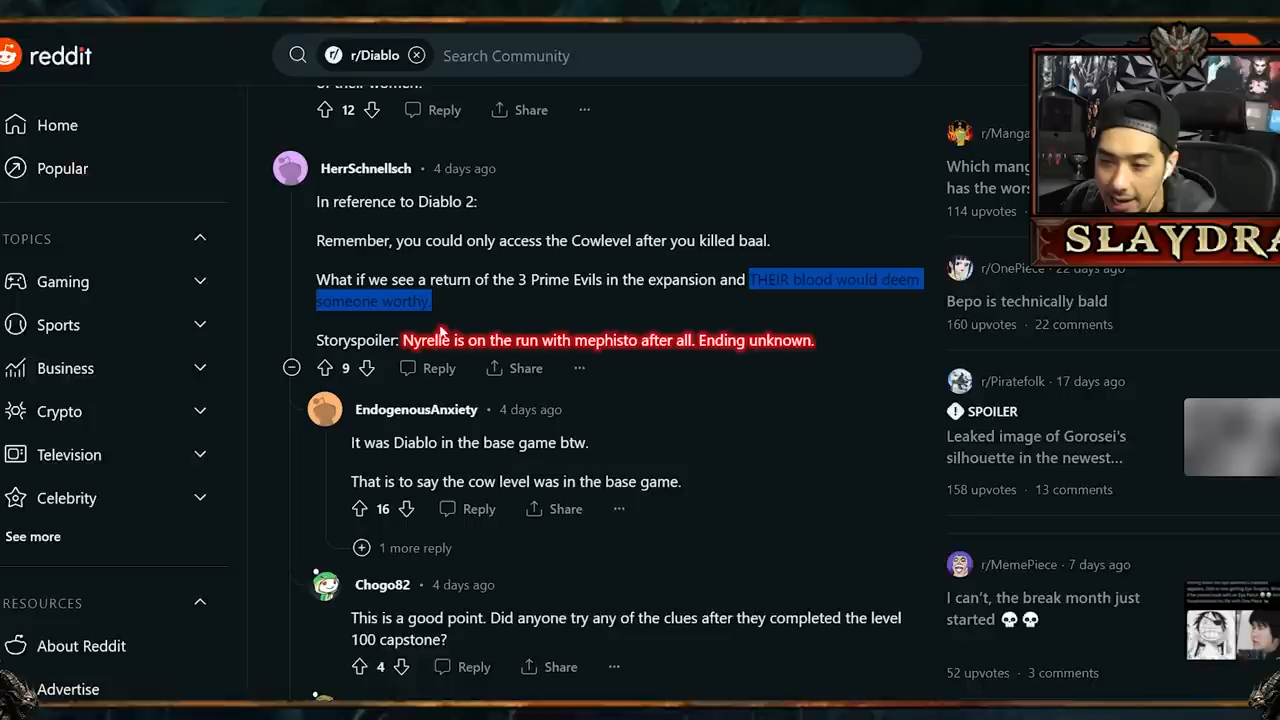 reddit
r/Diablo
Search Community
Home
Popular
TOPICS
Gaming
Sports
Business
Crypto
Television
Celebrity
See more
RESOURCES
About Reddit
Advertise
of their women.
12 Reply Share
HerrSchnellsch • 4 days ago
In reference to Diablo 2:
Remember, you could only access the Cowlevel after you killed baal.
What if we see a return of the 3 Prime Evils in the expansion and THEIR blood would deem
someone worthy.
Storyspoiler: Nyrelle is on the run with mephisto after all. Ending unknown.
9 Reply Share
EndogenousAnxiety • 4 days ago
It was Diablo in the base game btw.
That is to say the cow level was in the base game.
16 Reply Share
1 more reply
Chogo82 • 4 days ago
This is a good point. Did anyone try any of the clues after they completed the level
100 capstone?
4 Reply Share
r/Manga
Which mang
has the wors
114 upvotes ·
SLAYDRA
r/OnePiece · 22 days ago
Bepo is technically bald
160 upvotes · 22 comments
r/Piratefolk · 17 days ago
SPOILER
Leaked image of Gorosei's
silhouette in the newest...
158 upvotes · 13 comments
r/MemePiece · 7 days ago
I can't, the break month just
started 💀💀
52 upvotes · 3 comments